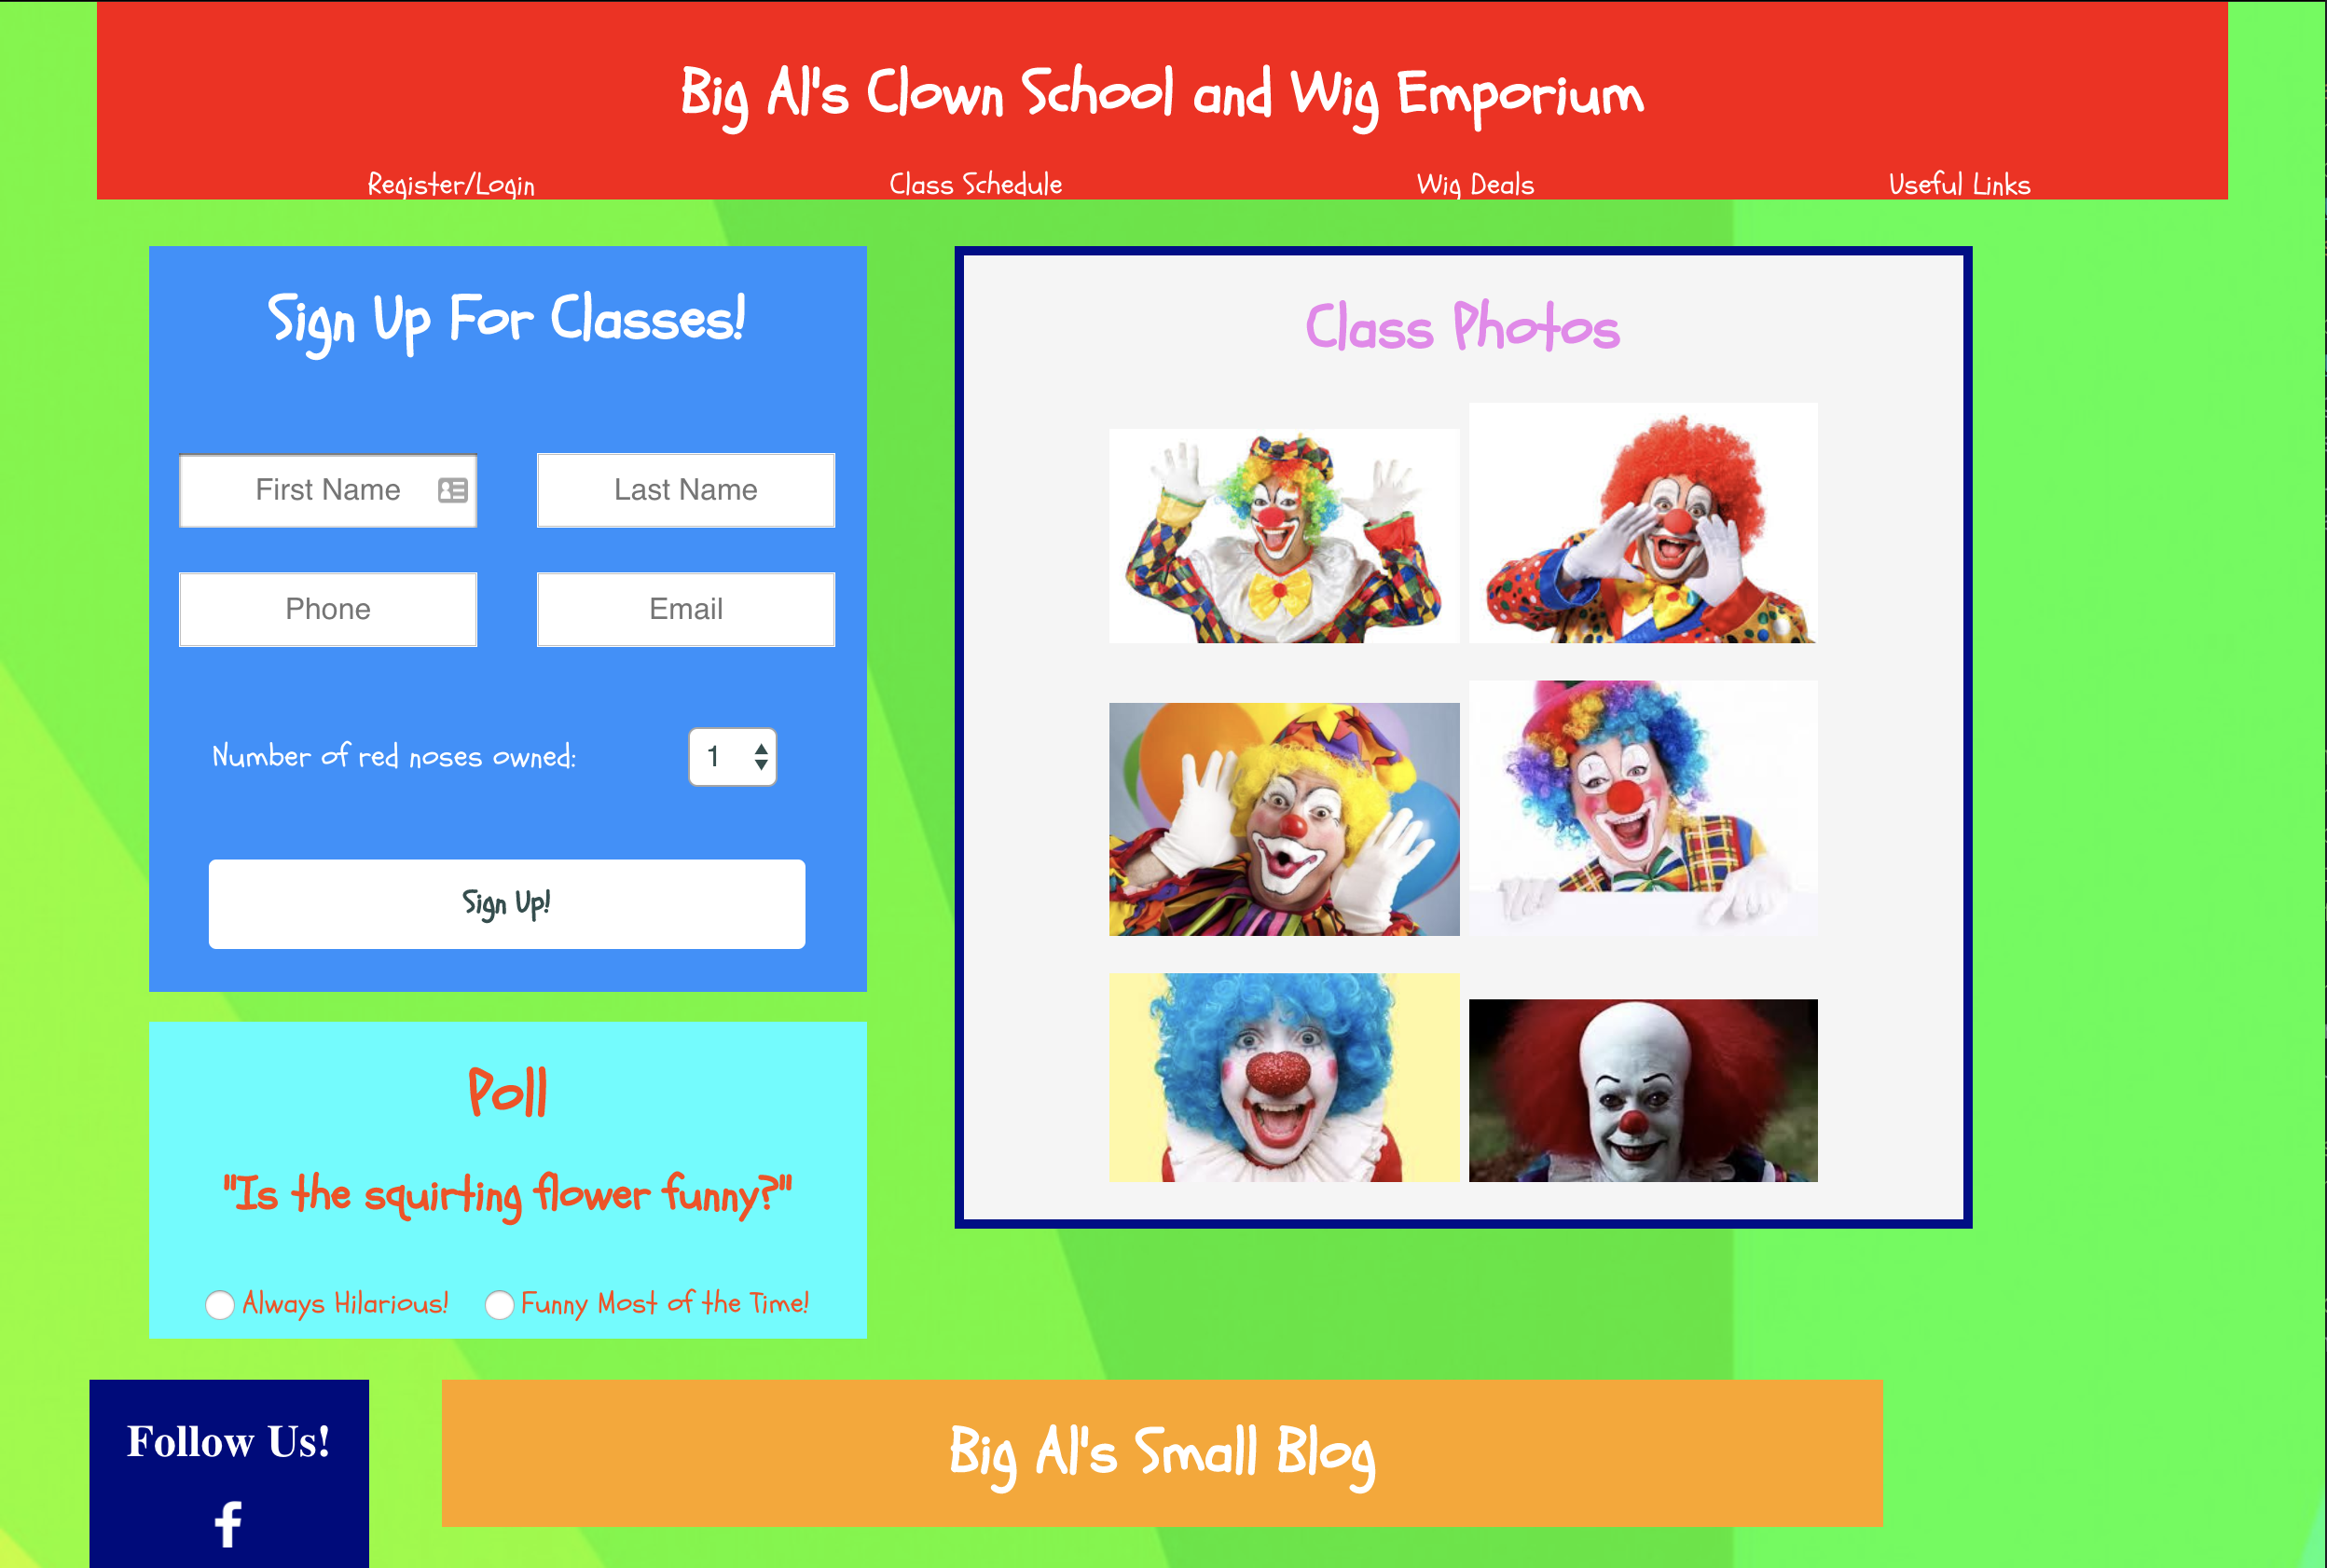 Big Al's Clown School and Wig Emporium
Register/Login
Class Schedule
Wig Deals
Useful Links
Sign Up For Classes!
First Name
Last Name
Phone
Email
Number of red noses owned:
1
Sign Up!
Poll
"Is the squirting flower funny?"
Always Hilarious!
Funny Most of the Time!
Class Photos
Follow Us!
f
Big Al's Small Blog